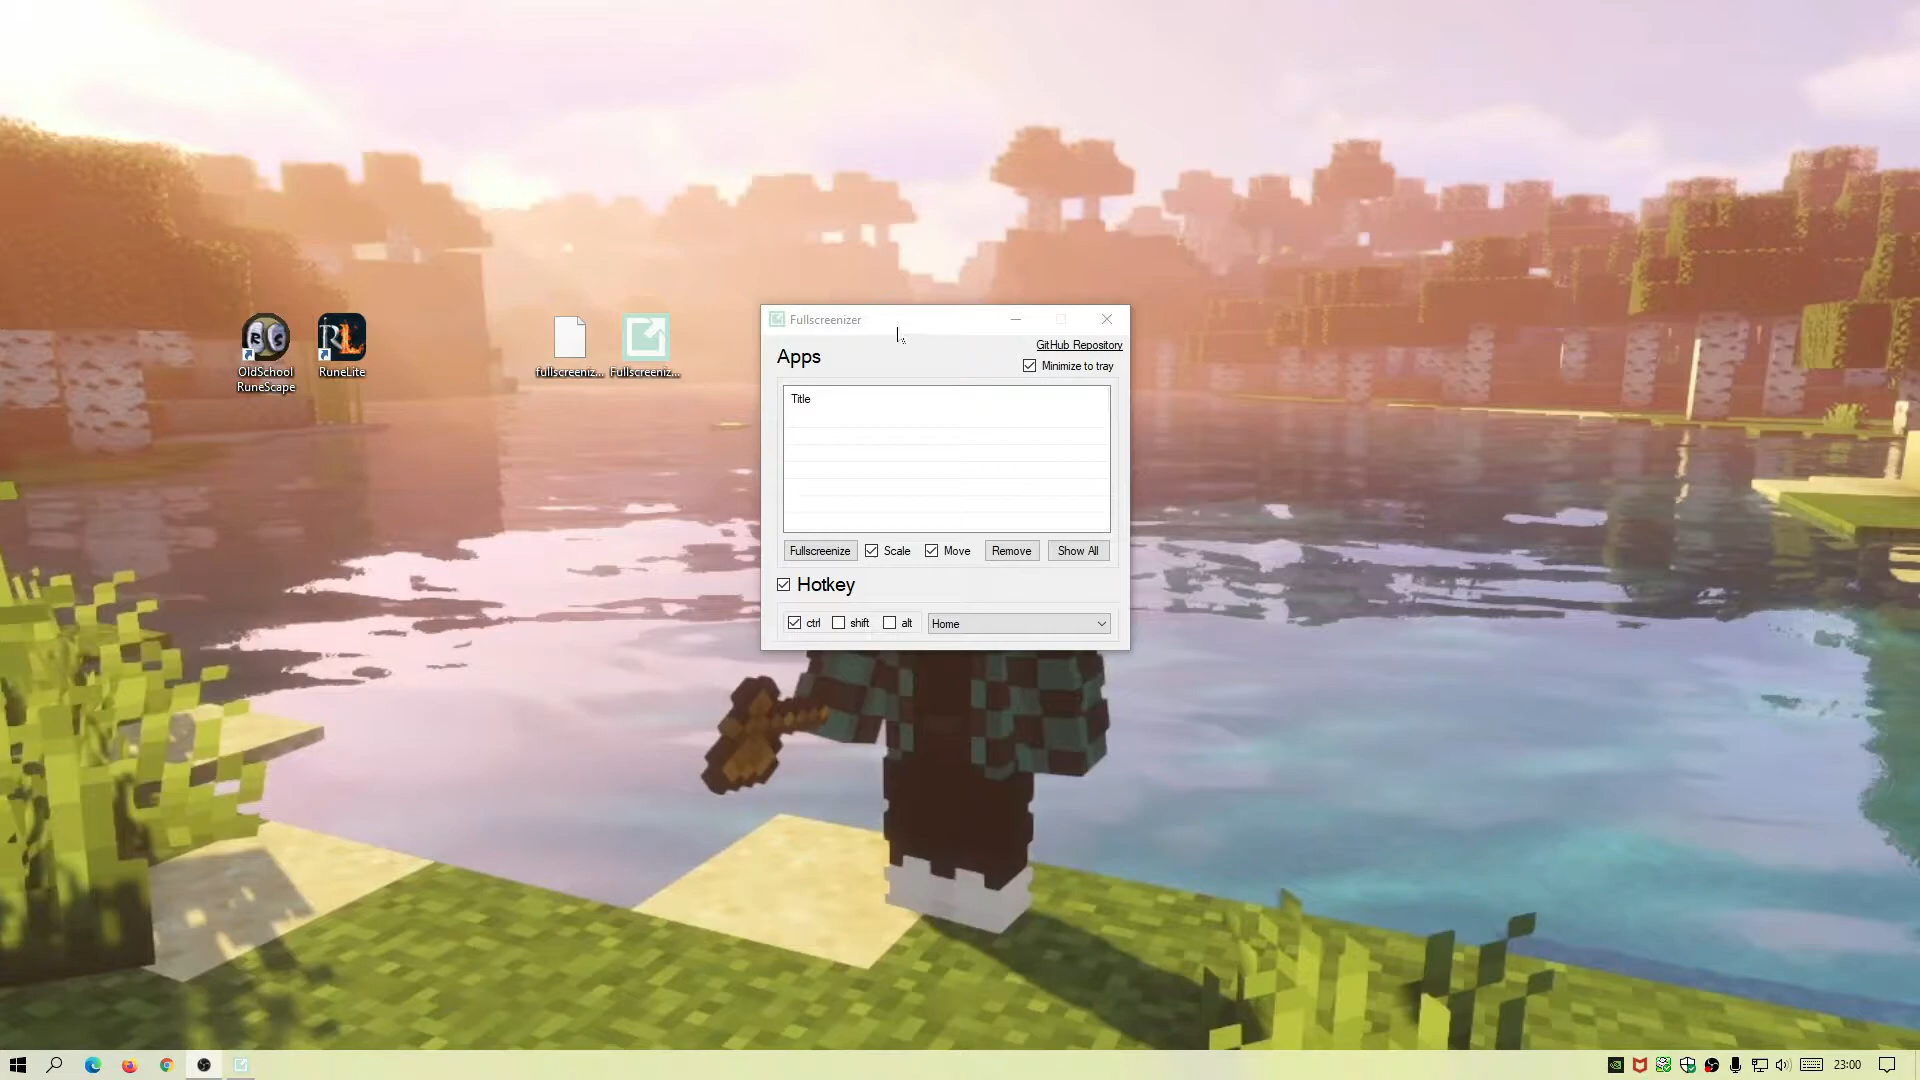 OldSchool
RuneScape
RuneLite
fullscreeniz...
Fullscreeniz...
Fullscreenizer
GitHub Repository
Apps
Minimize to tray
Title
Fullscreenize
Scale
Move
Remove
Show All
Hotkey
ctrl
shift
alt
Home
23:00